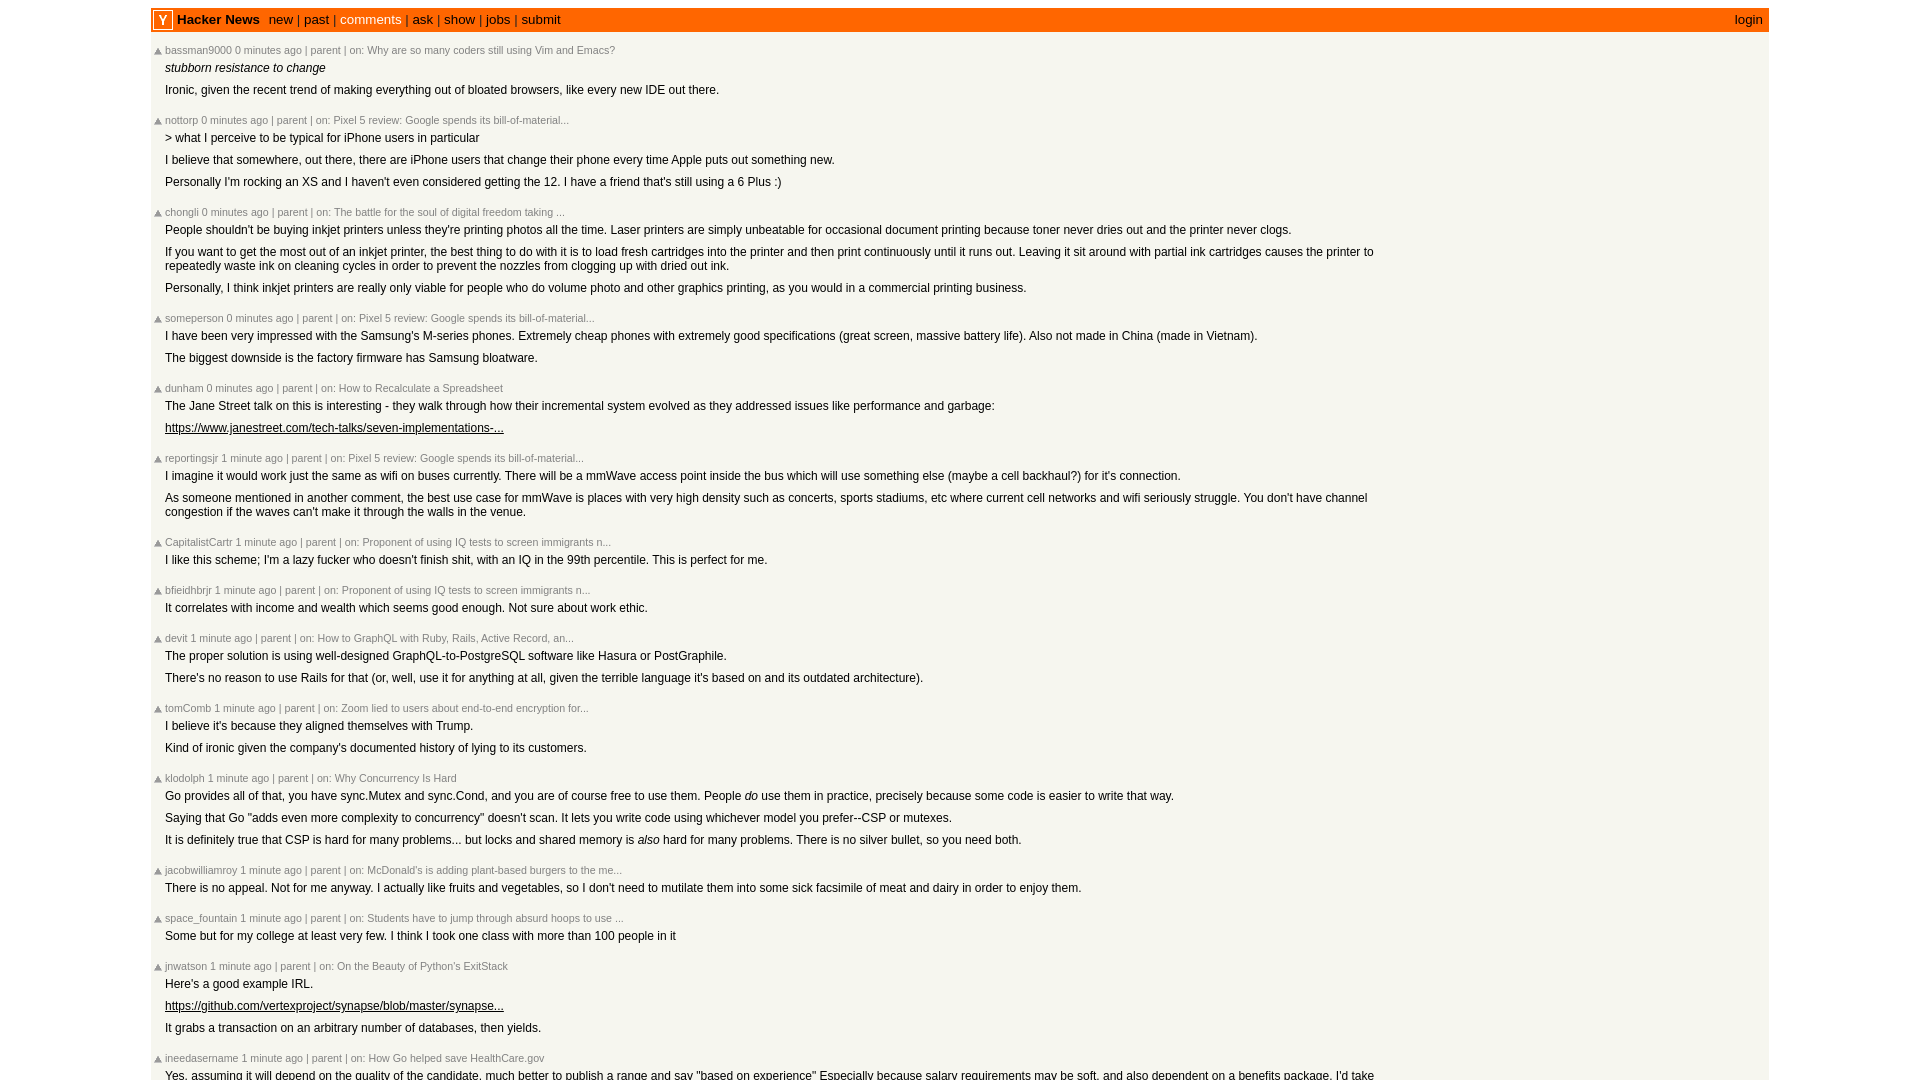 Y Hacker News new | past | comments | ask | show | jobs | submit login
bassman9000 0 minutes ago | parent | on: Why are so many coders still using Vim and Emacs?
stubborn resistance to change
Ironic, given the recent trend of making everything out of bloated browsers, like every new IDE out there.
nottorp 0 minutes ago | parent | on: Pixel 5 review: Google spends its bill-of-material...
> what I perceive to be typical for iPhone users in particular
I believe that somewhere, out there, there are iPhone users that change their phone every time Apple puts out something new.
Personally I'm rocking an XS and I haven't even considered getting the 12. I have a friend that's still using a 6 Plus :)
chongli 0 minutes ago | parent | on: The battle for the soul of digital freedom taking ...
People shouldn't be buying inkjet printers unless they're printing photos all the time. Laser printers are simply unbeatable for occasional document printing because toner never dries out and the printer never clogs.
If you want to get the most out of an inkjet printer, the best thing to do with it is to load fresh cartridges into the printer and then print continuously until it runs out. Leaving it sit around with partial ink cartridges causes the printer to
repeatedly waste ink on cleaning cycles in order to prevent the nozzles from clogging up with dried out ink.
Personally, I think inkjet printers are really only viable for people who do volume photo and other graphics printing, as you would in a commercial printing business.
someperson 0 minutes ago | parent | on: Pixel 5 review: Google spends its bill-of-material...
I have been very impressed with the Samsung's M-series phones. Extremely cheap phones with extremely good specifications (great screen, massive battery life). Also not made in China (made in Vietnam).
The biggest downside is the factory firmware has Samsung bloatware.
dunham 0 minutes ago | parent | on: How to Recalculate a Spreadsheet
The Jane Street talk on this is interesting - they walk through how their incremental system evolved as they addressed issues like performance and garbage:
https://www.janestreet.com/tech-talks/seven-implementations-...
reportingsjr 1 minute ago | parent | on: Pixel 5 review: Google spends its bill-of-material...
I imagine it would work just the same as wifi on buses currently. There will be a mmWave access point inside the bus which will use something else (maybe a cell backhaul?) for it's connection.
As someone mentioned in another comment, the best use case for mmWave is places with very high density such as concerts, sports stadiums, etc where current cell networks and wifi seriously struggle. You don't have channel
congestion if the waves can't make it through the walls in the venue.
CapitalistCartr 1 minute ago | parent | on: Proponent of using IQ tests to screen immigrants n...
I like this scheme; I'm a lazy fucker who doesn't finish shit, with an IQ in the 99th percentile. This is perfect for me.
bfieidhbrjr 1 minute ago | parent | on: Proponent of using IQ tests to screen immigrants n...
It correlates with income and wealth which seems good enough. Not sure about work ethic.
devit 1 minute ago | parent | on: How to GraphQL with Ruby, Rails, Active Record, an...
The proper solution is using well-designed GraphQL-to-PostgreSQL software like Hasura or PostGraphile.
There's no reason to use Rails for that (or, well, use it for anything at all, given the terrible language it's based on and its outdated architecture).
tomComb 1 minute ago | parent | on: Zoom lied to users about end-to-end encryption for...
I believe it's because they aligned themselves with Trump.
Kind of ironic given the company's documented history of lying to its customers.
klodolph 1 minute ago | parent | on: Why Concurrency Is Hard
Go provides all of that, you have sync.Mutex and sync.Cond, and you are of course free to use them. People do use them in practice, precisely because some code is easier to write that way.
Saying that Go "adds even more complexity to concurrency" doesn't scan. It lets you write code using whichever model you prefer--CSP or mutexes.
It is definitely true that CSP is hard for many problems... but locks and shared memory is also hard for many problems. There is no silver bullet, so you need both.
jacobwilliamroy 1 minute ago | parent | on: McDonald's is adding plant-based burgers to the me...
There is no appeal. Not for me anyway. I actually like fruits and vegetables, so I don't need to mutilate them into some sick facsimile of meat and dairy in order to enjoy them.
space_fountain 1 minute ago | parent | on: Students have to jump through absurd hoops to use ...
Some but for my college at least very few. I think I took one class with more than 100 people in it
jnwatson 1 minute ago | parent | on: On the Beauty of Python's ExitStack
Here's a good example IRL.
https://github.com/vertexproject/synapse/blob/master/synapse...
It grabs a transaction on an arbitrary number of databases, then yields.
ineedasername 1 minute ago | parent | on: How Go helped save HealthCare.gov
Yes, assuming it will depend on the quality of the candidate, much better to publish a range and say "based on experience" Especially because salary requirements may be soft, and also dependent on a benefits package. I'd take